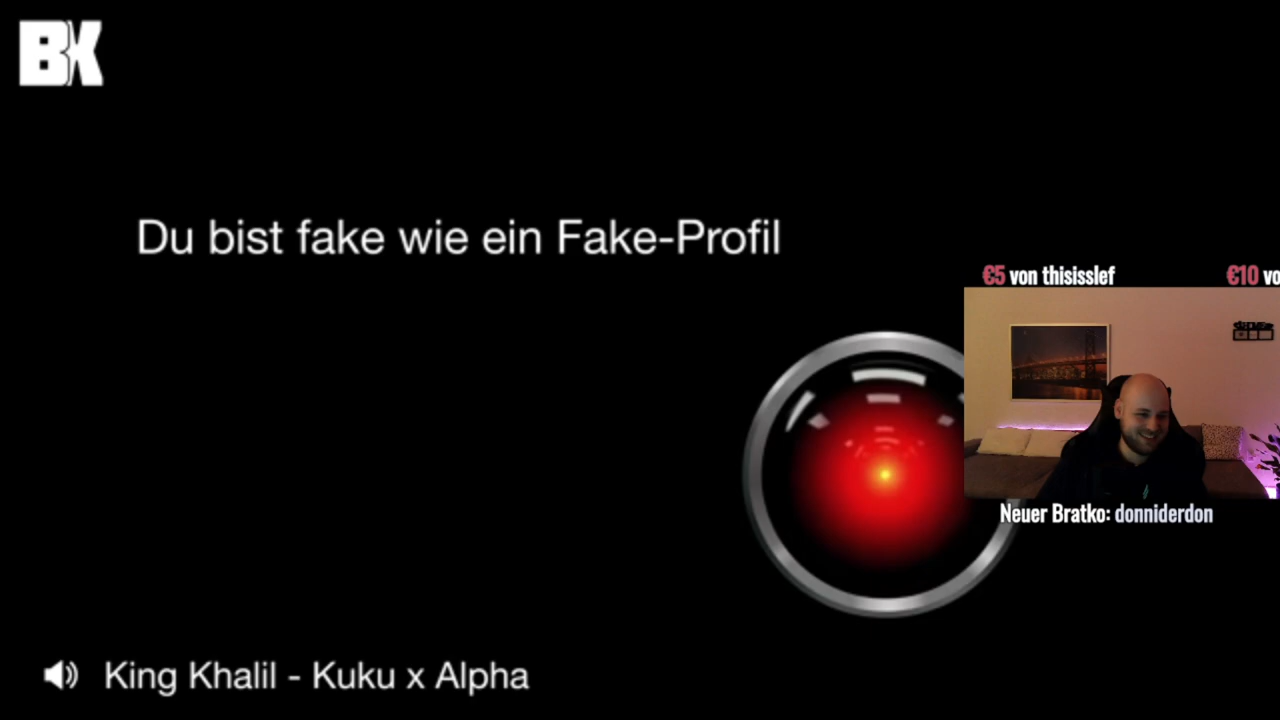 BK
Du bist fake wie ein Fake-Profil
€5 von thisisslef
€10 vo
Neuer Bratko: donniderdon
King Khalil - Kuku x Alpha